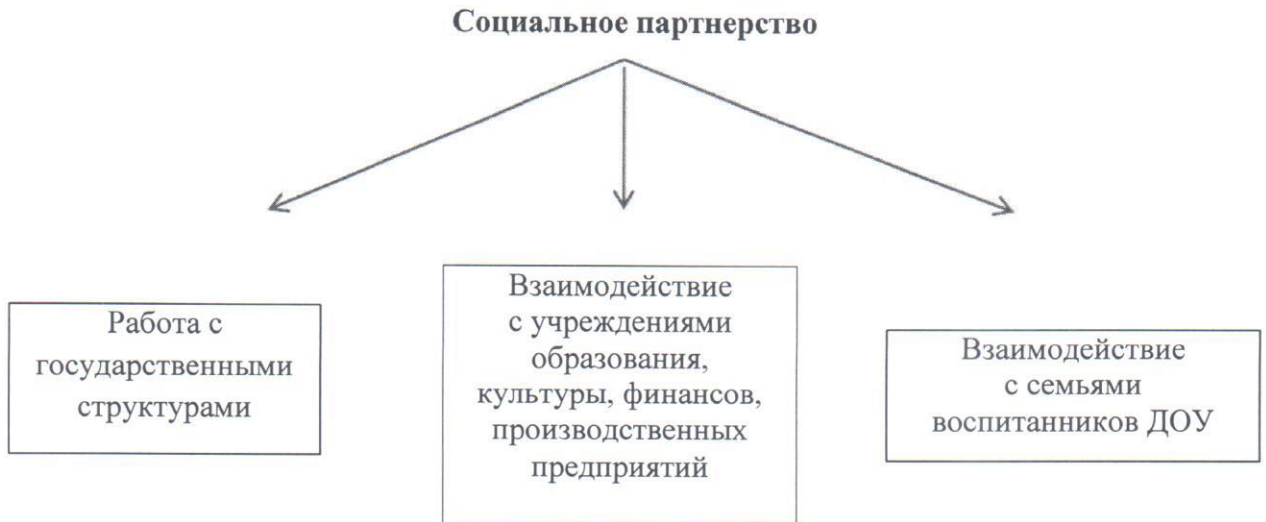 Социальное партнерство
Работа с
государственными
структурами
Взаимодействие
с учреждениями
образования,
культуры, финансов,
производственных
предприятий
Взаимодействие
с семьями
воспитанников ДОУ